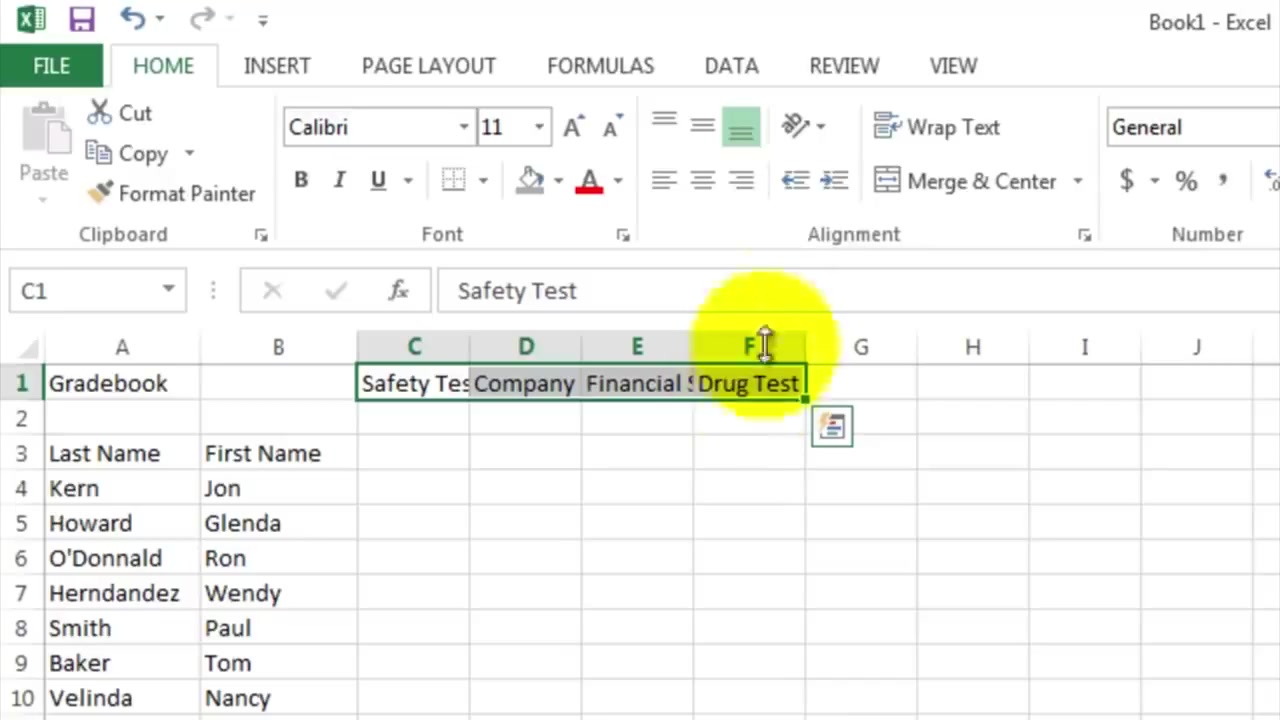 Book1 - Excel
FILE HOME INSERT PAGE LAYOUT FORMULAS DATA REVIEW VIEW
Paste
Cut
Copy
Format Painter
Clipboard
Calibri 11
B I U A
Font
Wrap Text
Merge & Center
Alignment
General
$ % ,
Number
C1 fx Safety Test
A B C D E F G H I J
1 Gradebook Safety Tes Company Financial S Drug Test
2
3 Last Name First Name
4 Kern Jon
5 Howard Glenda
6 O'Donnald Ron
7 Herndandez Wendy
8 Smith Paul
9 Baker Tom
10 Velinda Nancy